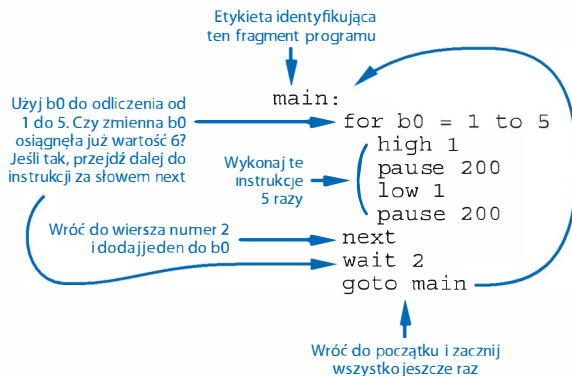 Etykieta identyfikująca
ten fragment programu
main:
Użyj b0 do odliczenia od
1 do 5. Czy zmienna b0
osiągnęła już wartość 6?
Jeśli tak, przejdź dalej do
instrukcji za słowem next
for b0 = 1 to 5
Wykonaj te
instrukcje
5 razy
high 1
pause 200
low 1
pause 200
Wróć do wiersza numer 2
i dodaj jeden do b0
next
wait 2
goto main
Wróć do początku i zacznij
wszystko jeszcze raz